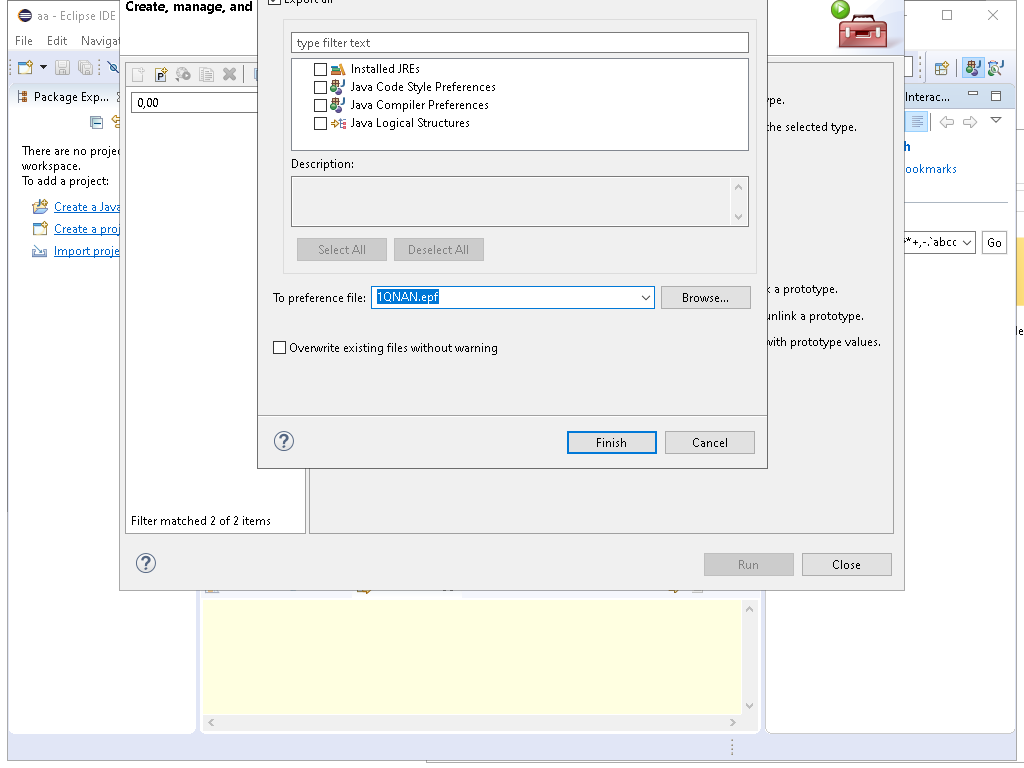 aa - Eclipse IDE
Create, manage, and
File Edit Navigat
type filter text
Installed JREs
Java Code Style Preferences
Java Compiler Preferences
Java Logical Structures
Package Exp...
Interac...
0,00
ype.
the selected type.
There are no projec
workspace.
To add a project:
Create a Java
Create a proj
Import proje
Description:
ookmarks
Select All Deselect All
*+,-.`abcc
Go
To preference file: 1QNAN.epf Browse...
k a prototype.
unlink a prototype.
with prototype values.
Overwrite existing files without warning
Finish Cancel
Filter matched 2 of 2 items
Run Close